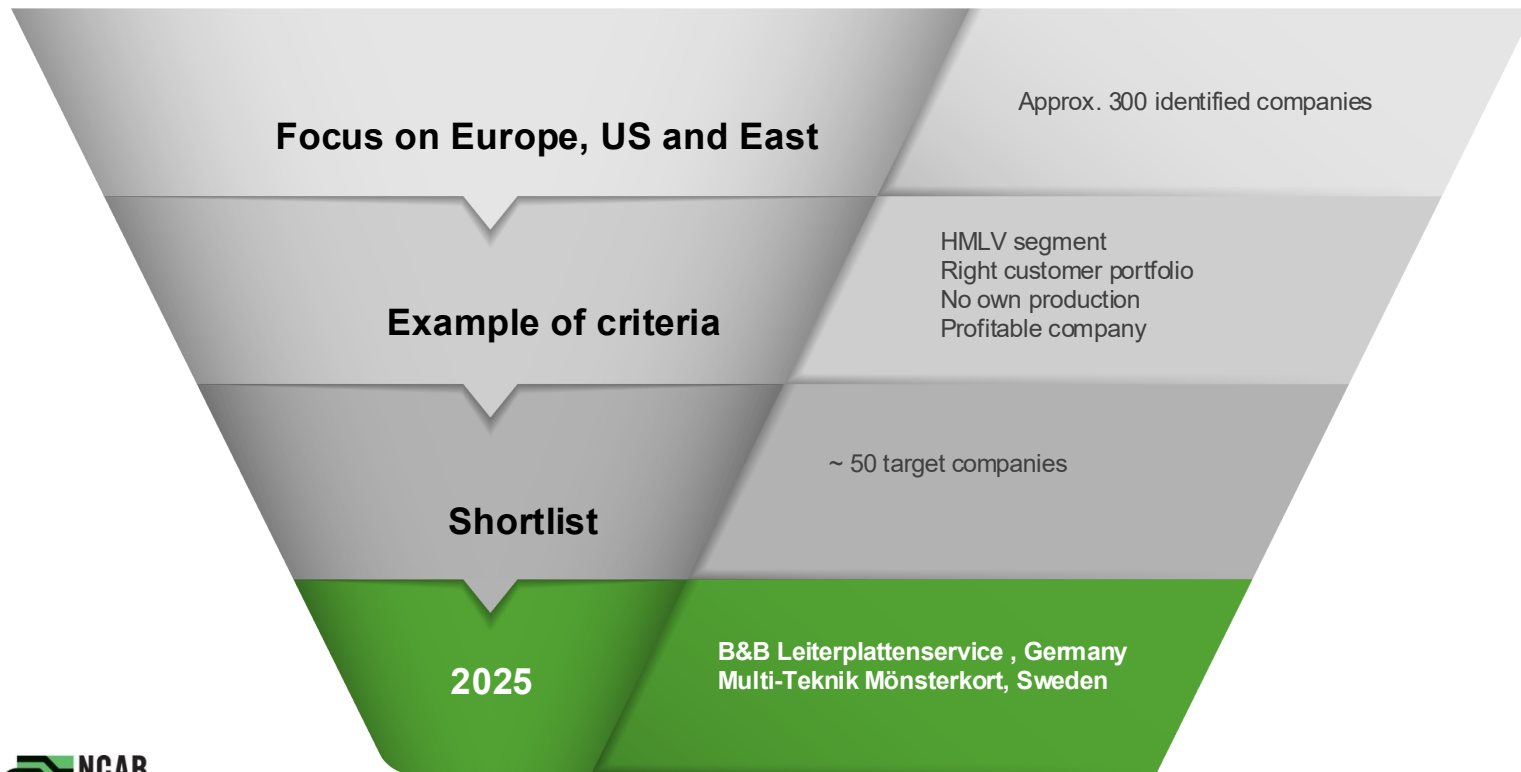 Focus on Europe, US and East
Approx. 300 identified companies
Example of criteria
HMLV segment
Right customer portfolio
No own production
Profitable company
Shortlist
~ 50 target companies
2025
B&B Leiterplattenservice , Germany
Multi-Teknik Mönsterkort, Sweden
NCAB